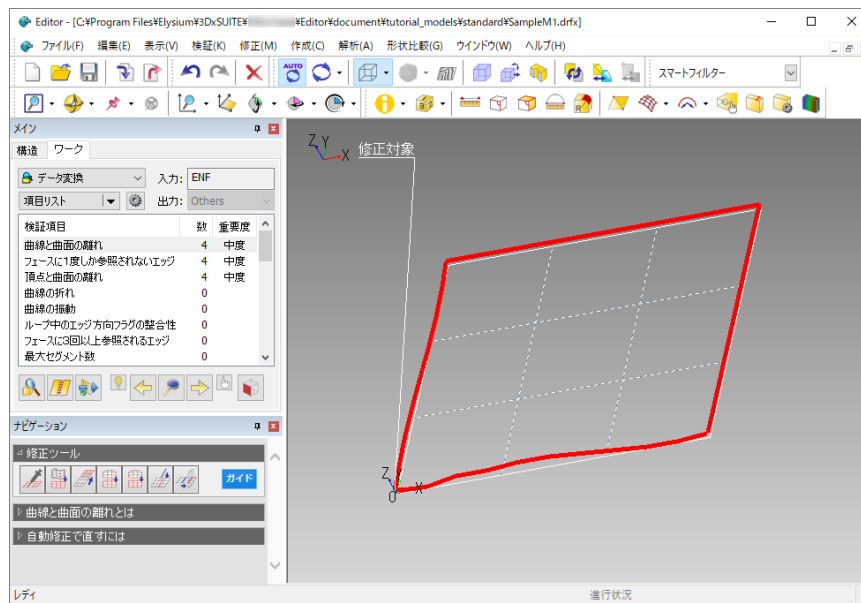 Editor - [C:¥Program Files¥Elysium¥3DxSUITE¥ ¥Editor¥document¥tutorial_models¥standard¥SampleM1.drfx]
ファイル(F) 編集(E) 表示(V) 検証(K) 修正(M) 作成(C) 解析(A) 形状比較(G) ウインドウ(W) ヘルプ(H)
AUTO スマートフィルター
メイン
構造 ワーク
データ変換 入力: ENF
項目リスト 出力: Others
検証項目 数 重要度
曲線と曲面の離れ 4 中度
フェースに1度しか参照されないエッジ 4 中度
頂点と曲面の離れ 4 中度
曲線の折れ 0
曲線の振動 0
ループ中のエッジ方向フラグの整合性 0
フェースに3回以上参照されるエッジ 0
最大セグメント数 0
ナビゲーション
修正ツール
ガイド
曲線と曲面の離れとは
自動修正で直すには
Z Y X
修正対象
Z Y X
O
レディ 進行状況